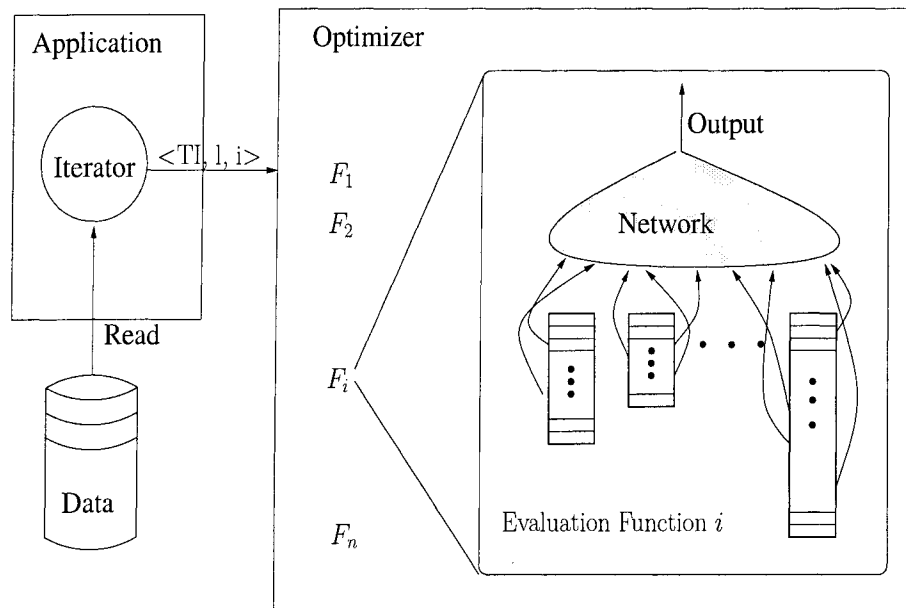 Application
Optimizer
Iterator
<TI, l, i>
Read
Data
F1
F2
Fi
Fn
Output
Network
Evaluation Function i